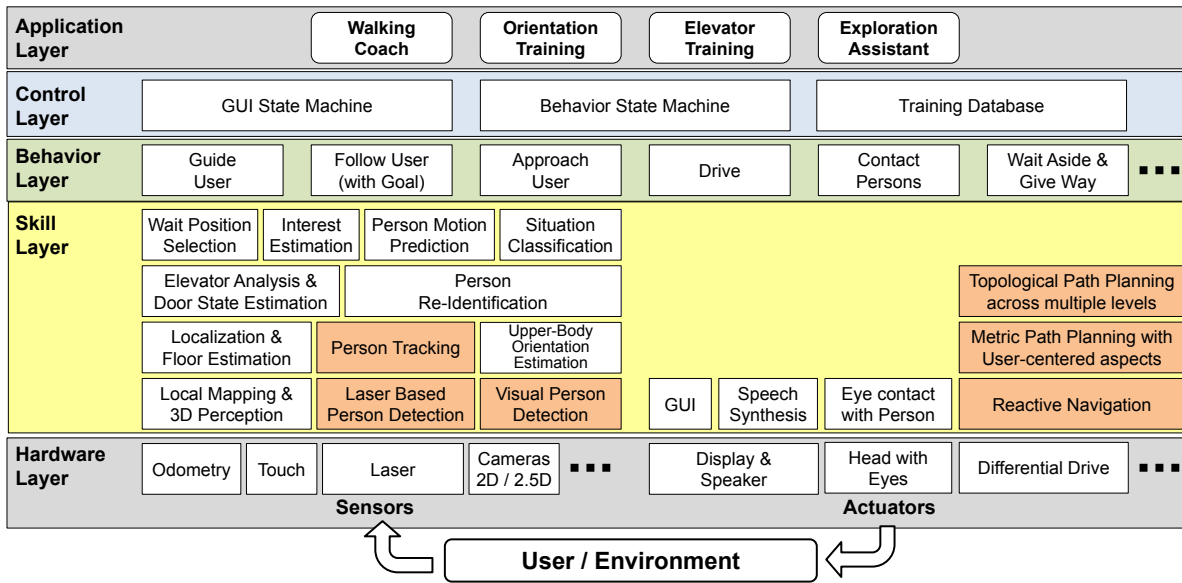 Application
Layer
Walking
Coach
Orientation
Training
Elevator
Training
Exploration
Assistant
Control
Layer
GUI State Machine
Behavior State Machine
Training Database
Behavior
Layer
Guide
User
Follow User
(with Goal)
Approach
User
Drive
Contact
Persons
Wait Aside &
Give Way
Skill
Layer
Wait Position
Selection
Interest
Estimation
Person Motion
Prediction
Situation
Classification
Elevator Analysis &
Door State Estimation
Person
Re-Identification
Topological Path Planning
across multiple levels
Localization &
Floor Estimation
Person Tracking
Upper-Body
Orientation
Estimation
Metric Path Planning with
User-centered aspects
Local Mapping &
3D Perception
Laser Based
Person Detection
Visual Person
Detection
GUI
Speech
Synthesis
Eye contact
with Person
Reactive Navigation
Hardware
Layer
Odometry
Touch
Laser
Cameras
2D / 2.5D
Display &
Speaker
Head with
Eyes
Differential Drive
Sensors
Actuators
User / Environment